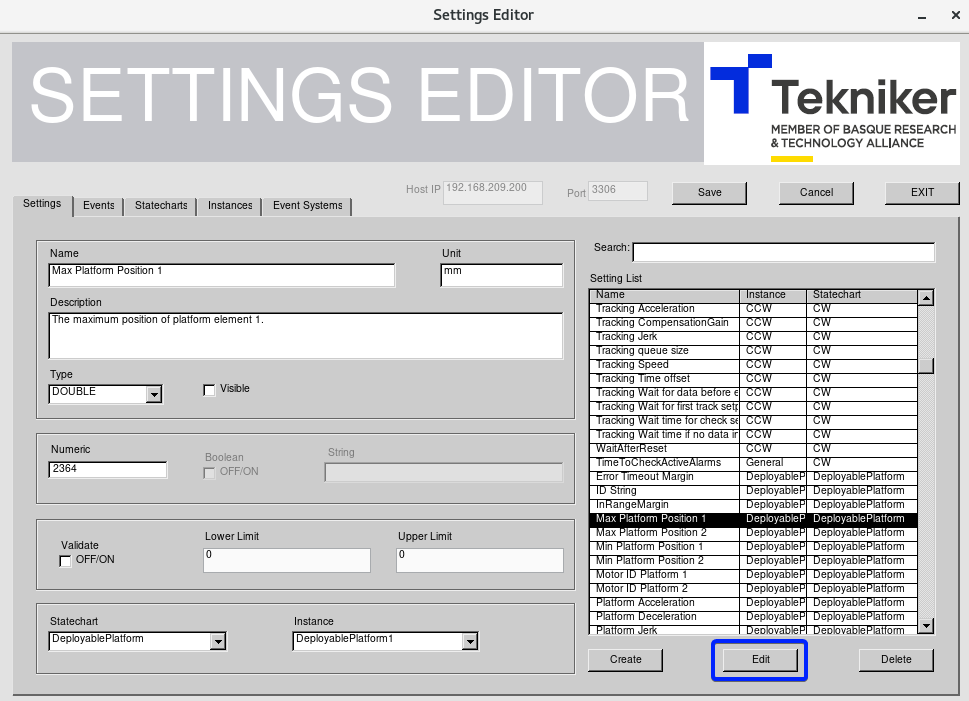 Settings Editor
SETTINGS EDITOR
Tekniker
MEMBER OF BASQUE RESEARCH
& TECHNOLOGY ALLIANCE
Host IP 192.168.209.200 Port 3306 Save Cancel EXIT
Settings Events Statecharts Instances Event Systems
Name Unit
Max Platform Position 1 mm
Description
The maximum position of platform element 1.
Type
DOUBLE Visible
Numeric Boolean String
2364 OFF/ON
Validate Lower Limit Upper Limit
OFF/ON 0 0
Statechart Instance
DeployablePlatform DeployablePlatform1
Search:
Setting List
Name Instance Statechart
Tracking Acceleration CCW CW
Tracking CompensationGain CCW CW
Tracking Jerk CCW CW
Tracking queue size CCW CW
Tracking Speed CCW CW
Tracking Time offset CCW CW
Tracking Wait for data before e CCW CW
Tracking Wait for first track setp CCW CW
Tracking Wait time for check se CCW CW
Tracking Wait time if no data in CCW CW
WaitAfterReset CCW CW
TimeToCheckActiveAlarms General CW
Error Timeout Margin DeployableP DeployablePlatform
ID String DeployableP DeployablePlatform
InRangeMargin DeployableP DeployablePlatform
Max Platform Position 1 DeployableP DeployablePlatform
Max Platform Position 2 DeployableP DeployablePlatform
Min Platform Position 1 DeployableP DeployablePlatform
Min Platform Position 2 DeployableP DeployablePlatform
Motor ID Platform 1 DeployableP DeployablePlatform
Motor ID Platform 2 DeployableP DeployablePlatform
Platform Acceleration DeployableP DeployablePlatform
Platform Deceleration DeployableP DeployablePlatform
Platform Jerk DeployableP DeployablePlatform
Create Edit Delete